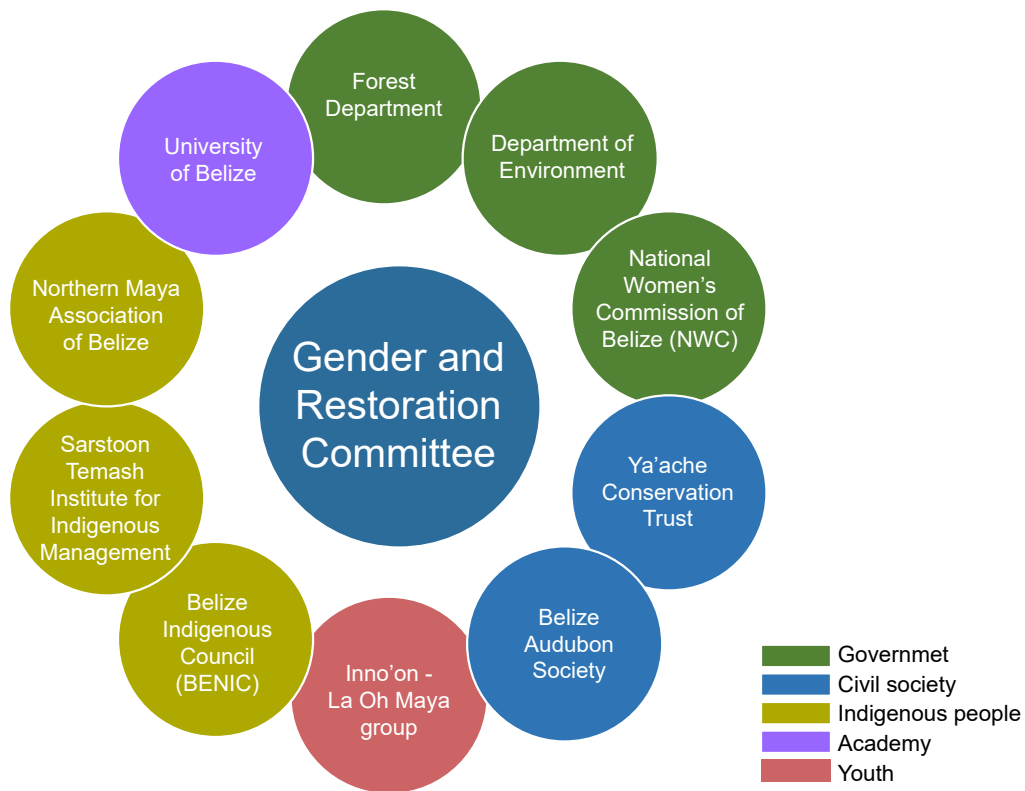 Forest
Department
University
of Belize
Department of
Environment
National
Women’s
Commission of
Belize (NWC)
Northern Maya
Association
of Belize
Gender and
Restoration
Committee
Sarstoon
Temash
Institute for
Indigenous
Management
Ya’ache
Conservation
Trust
Belize
Indigenous
Council
(BENIC)
Inno’on -
La Oh Maya
group
Belize
Audubon
Society
Governmet
Civil society
Indigenous people
Academy
Youth